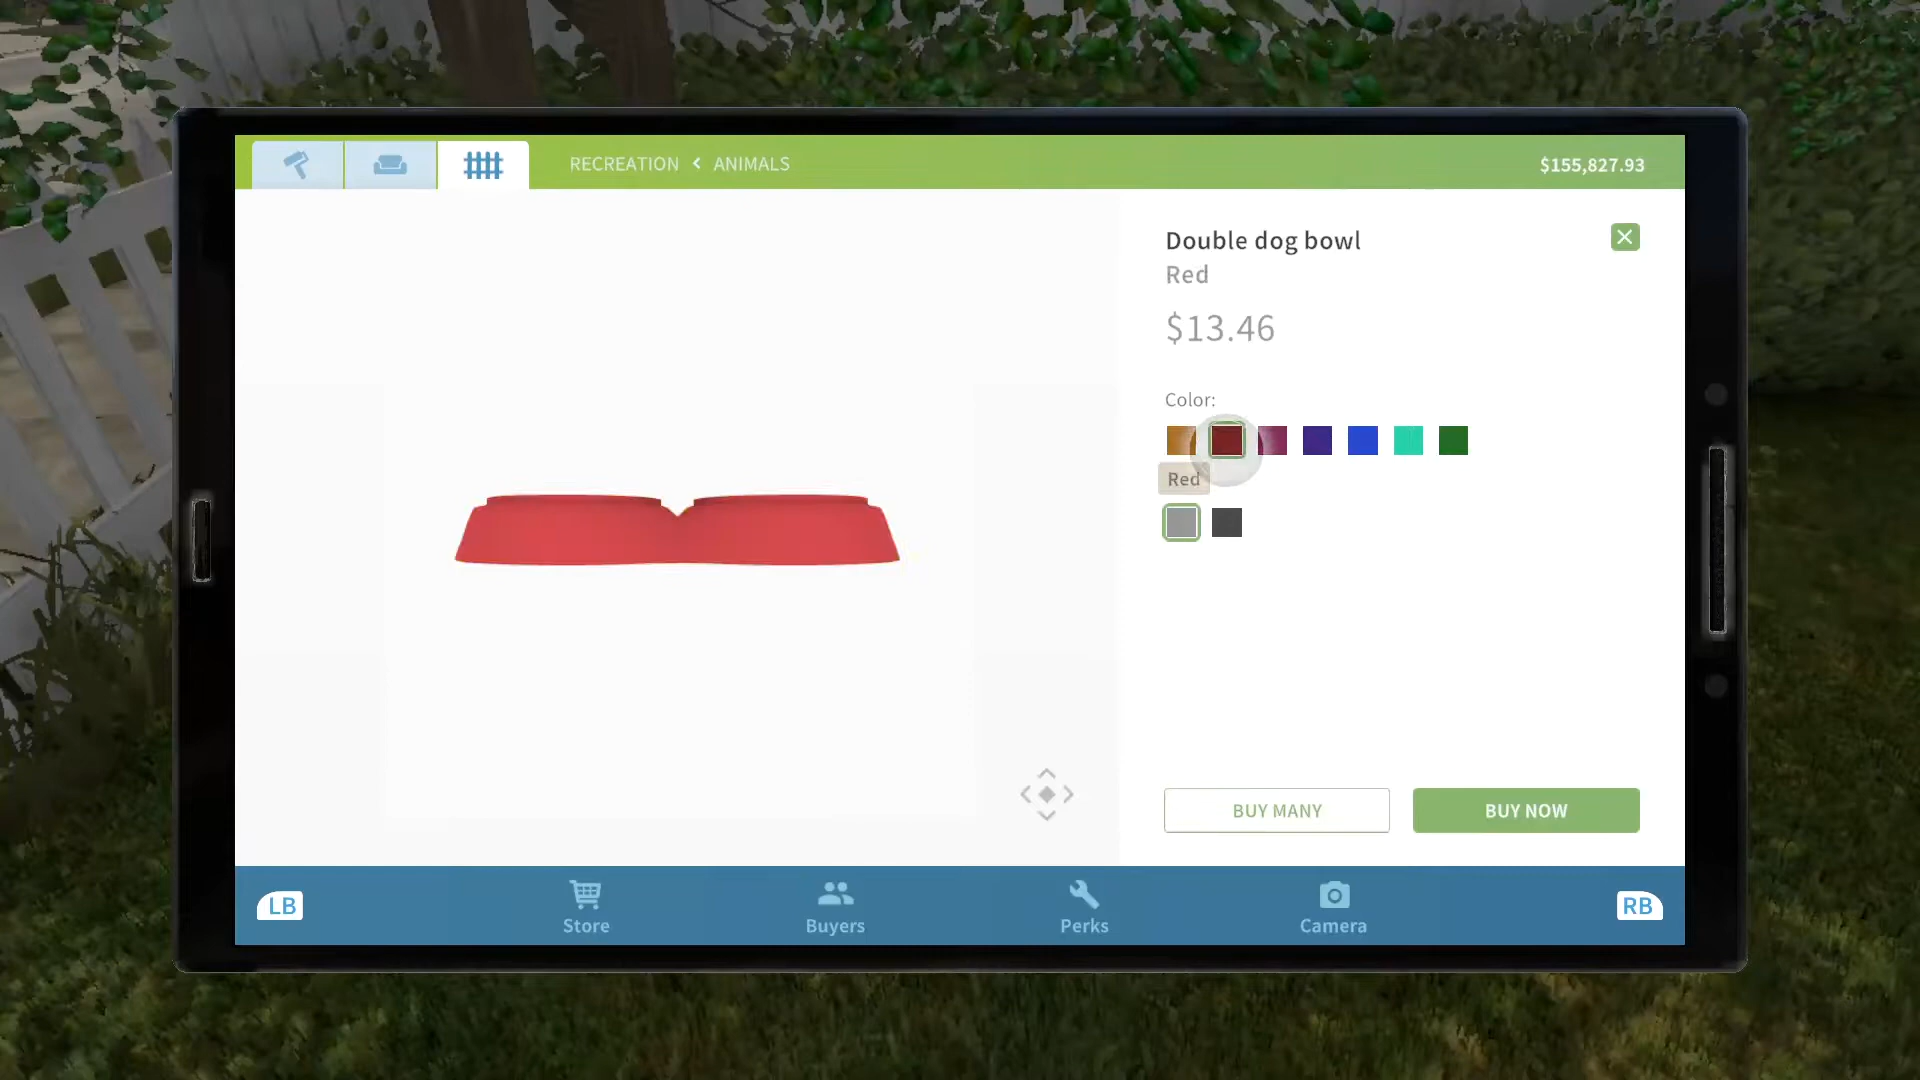 RECREATION < ANIMALS
$155,827.93
Double dog bowl
Red
$13.46
Color:
Red
BUY MANY
BUY NOW
LB
Store
Buyers
Perks
Camera
RB